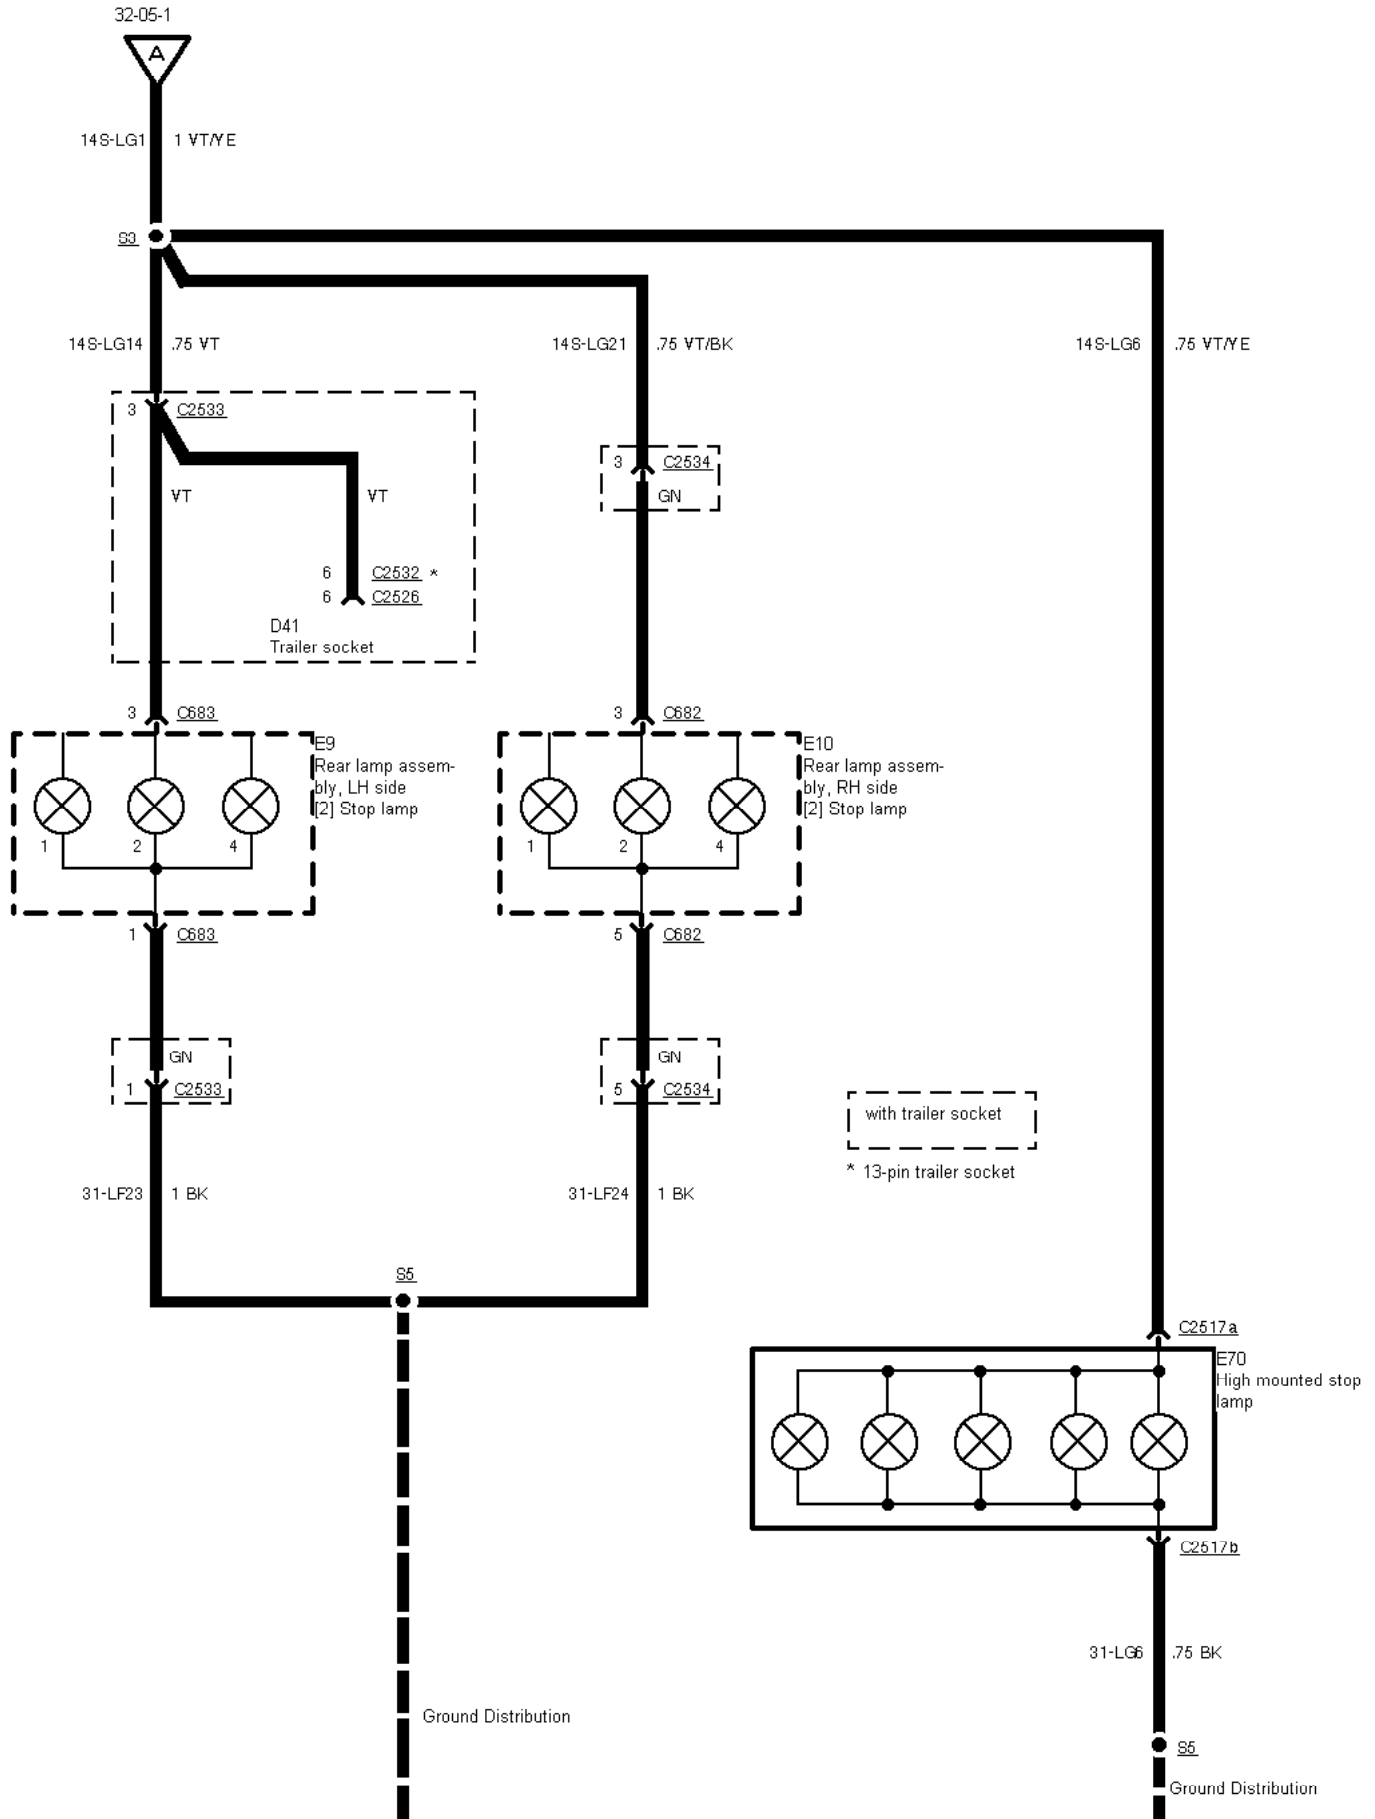 32-05-1
A
14S-LG1 1 VT/YE
S3
14S-LG14 .75 VT 14S-LG21 .75 VT/BK 14S-LG6 .75 VT/YE
3 C2533
3 C2534
VT VT GN
6 C2532 *
6 C2526
D41
Trailer socket
3 C683 3 C682
E9
Rear lamp assem-
bly, LH side
[2] Stop lamp
1 2 4
E10
Rear lamp assem-
bly, RH side
[2] Stop lamp
1 2 4
1 C683 5 C682
GN GN
1 C2533 5 C2534
with trailer socket
* 13-pin trailer socket
31-LF23 1 BK 31-LF24 1 BK
S5
C2517a
E70
High mounted stop
lamp
C2517b
31-LG6 .75 BK
Ground Distribution
S5
Ground Distribution